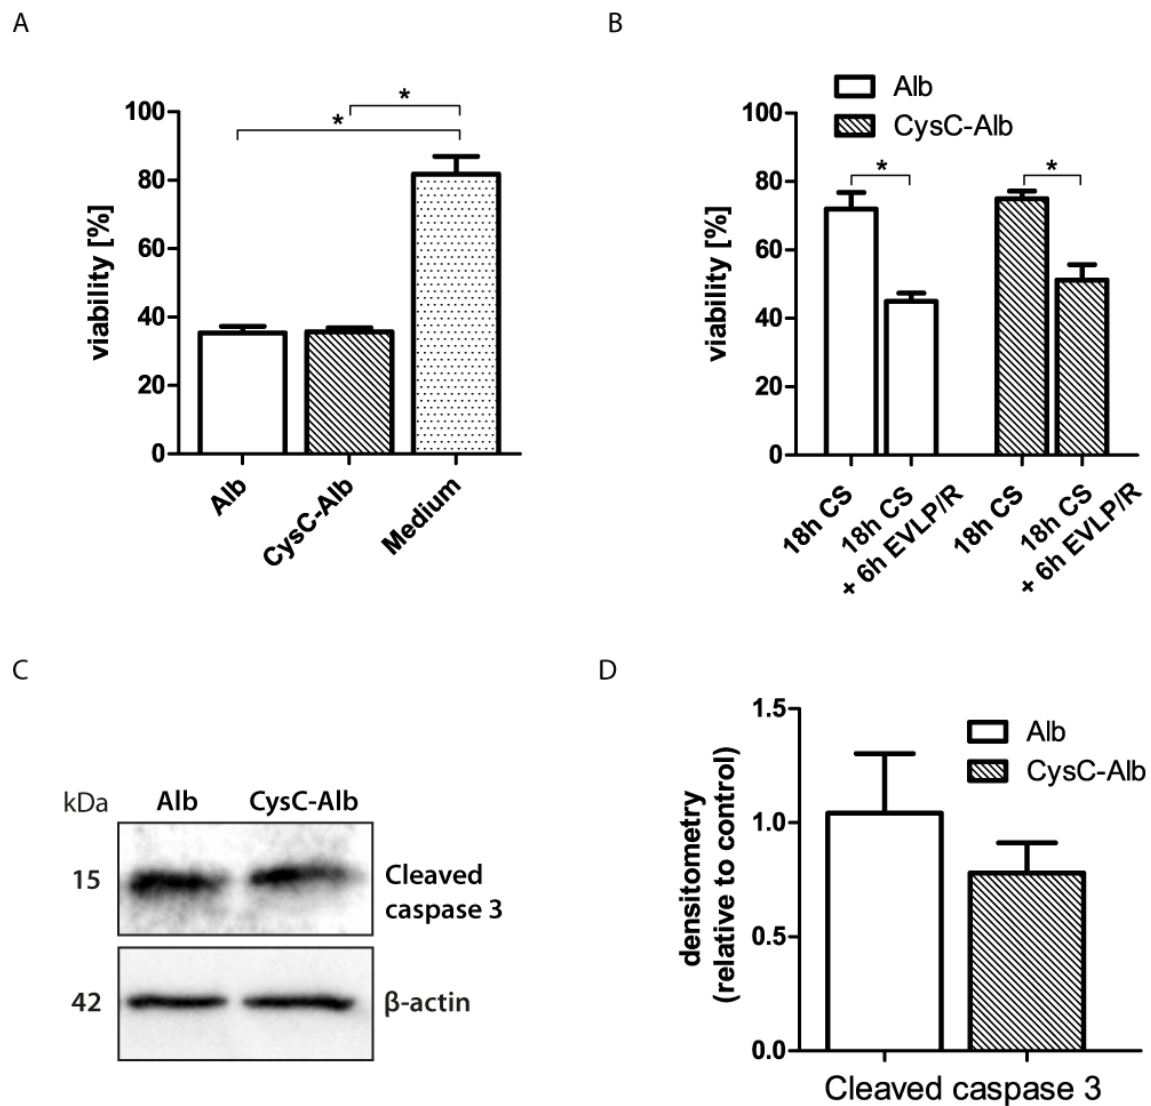 A
100
80
60
40
20
0
viability [%]
*
*
Alb
CysC-Alb
Medium
B
Alb
CysC-Alb
100
80
60
40
20
0
viability [%]
*
*
18h CS
18h CS
+ 6h EVLP/R
18h CS
18h CS
+ 6h EVLP/R
C
kDa
Alb
CysC-Alb
15
Cleaved
caspase 3
42
β-actin
D
1.5
1.0
0.5
0.0
densitometry
(relative to control)
Alb
CysC-Alb
Cleaved caspase 3